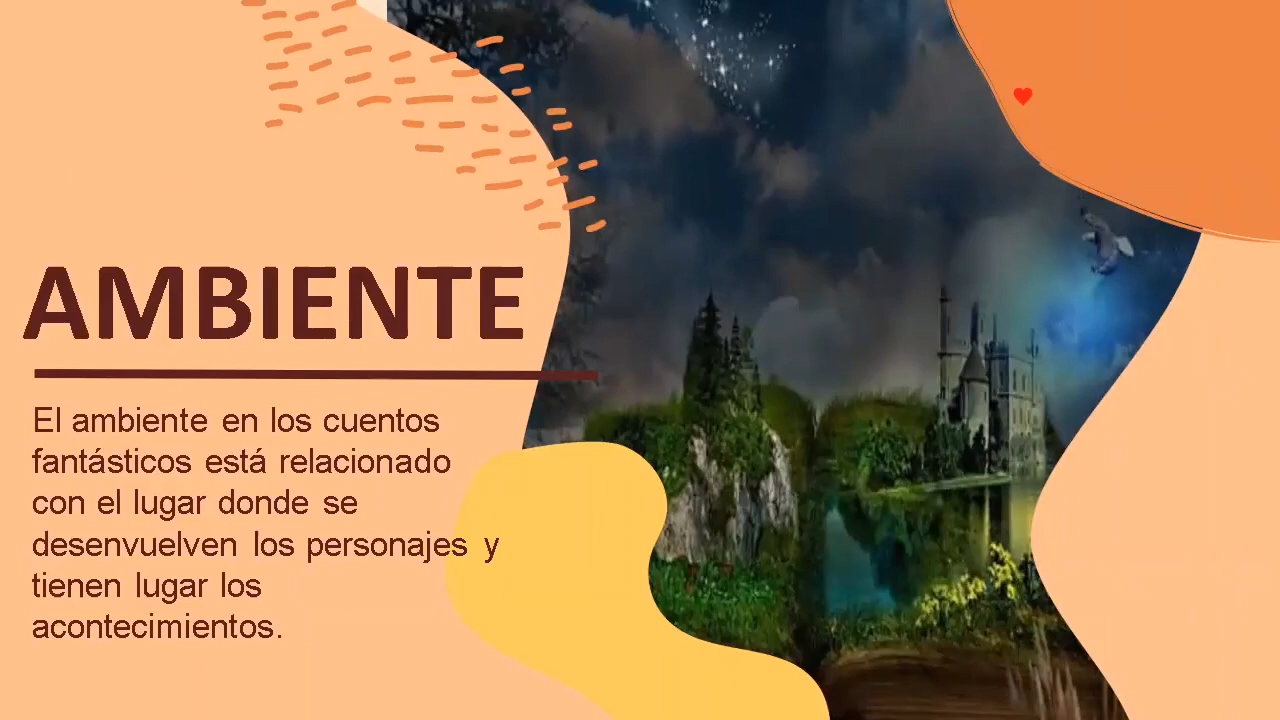 AMBIENTE
El ambiente en los cuentos
fantásticos está relacionado
con el lugar donde se
desenvuelven los personajes y
tienen lugar los
acontecimientos.